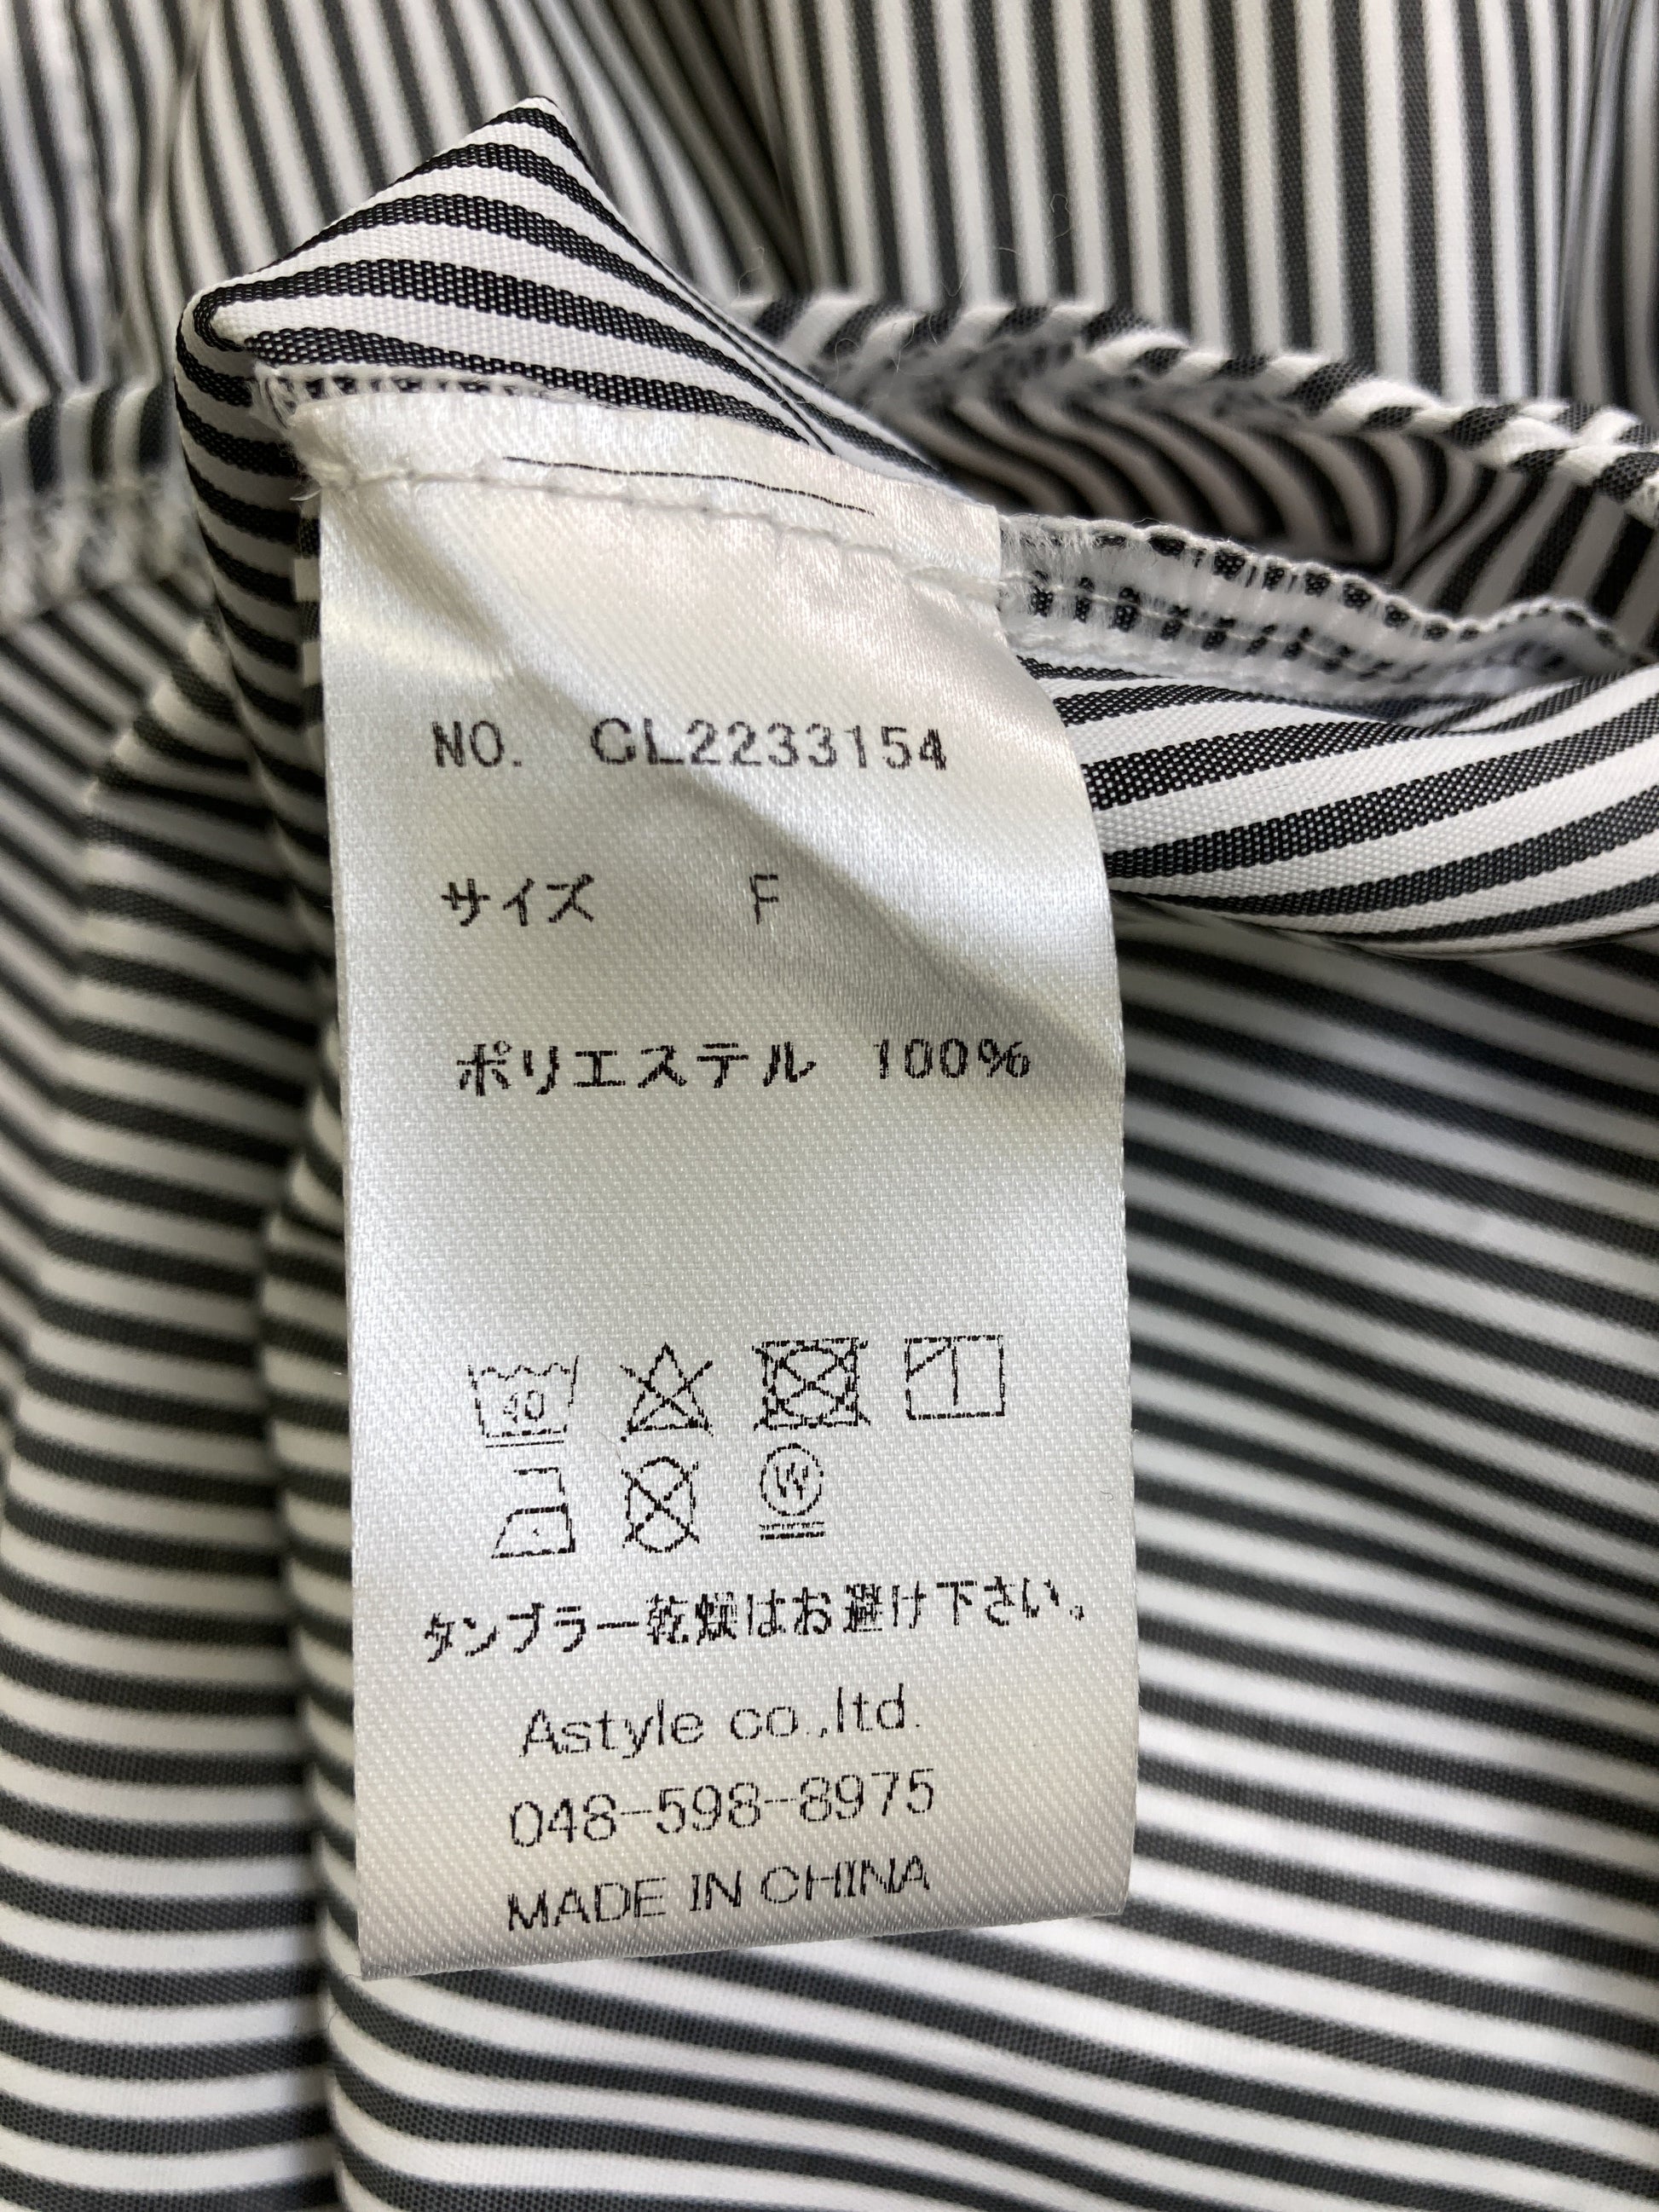 NO. CL2233154
サイズ F
ポリエステル 100%
40
W
タンブラー乾燥はお避け下さい。
Astyle co.,ltd.
048-598-8975
MADE IN CHINA